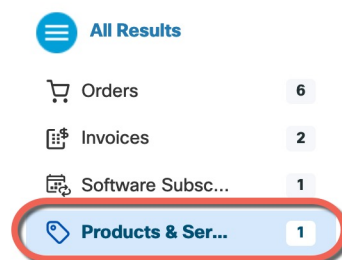 All Results
Orders 6
Invoices 2
Software Subsc... 1
Products & Ser... 1